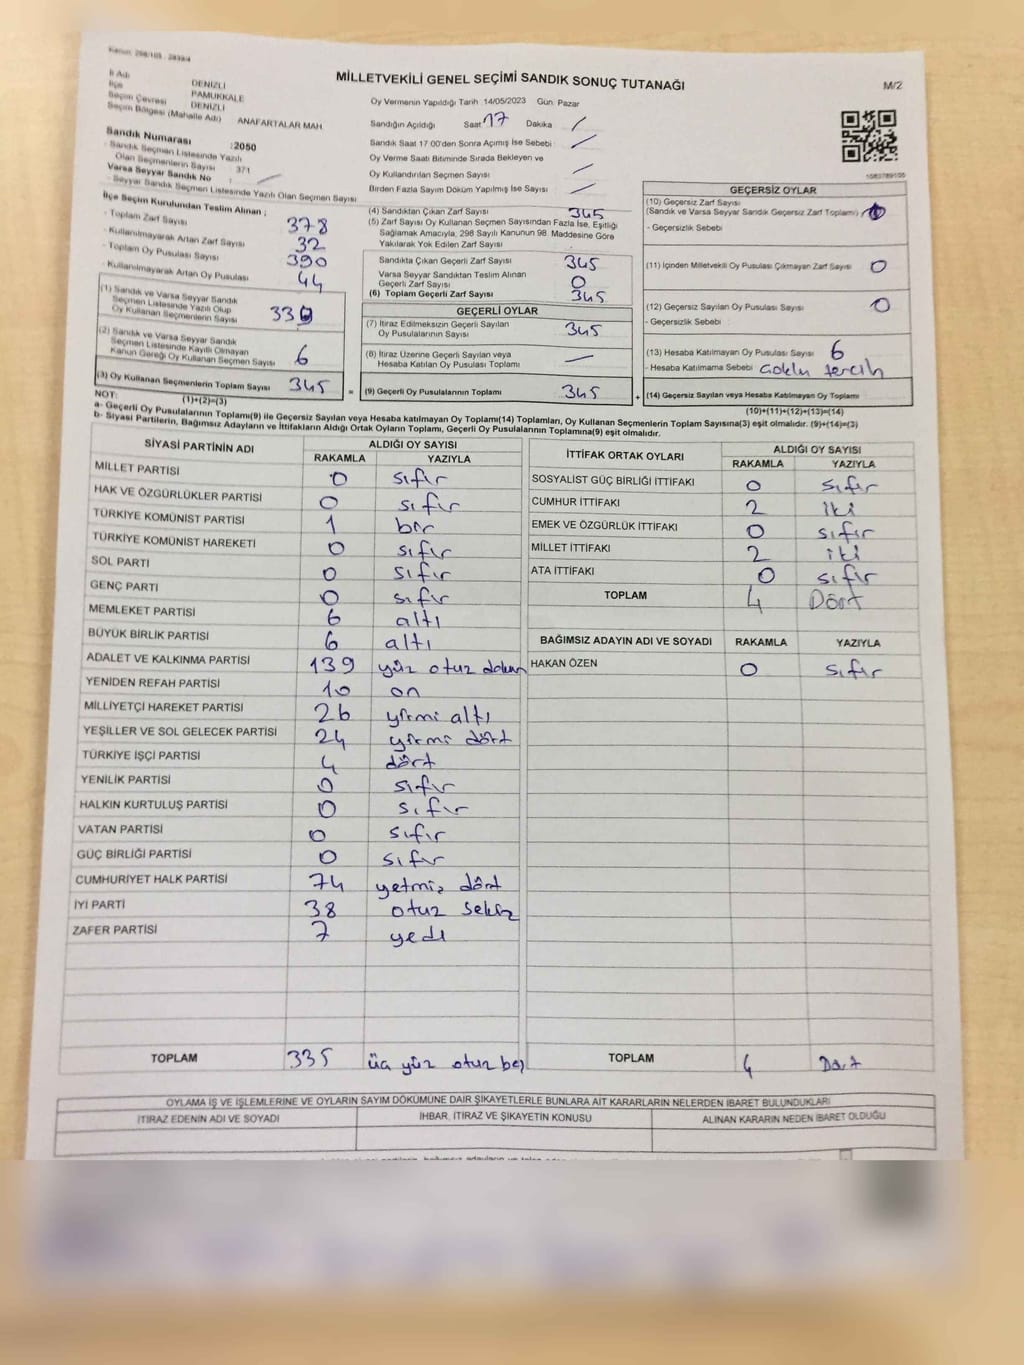 Kanun: 298/105 - 2839/4
MİLLETVEKİLİ GENEL SEÇİMİ SANDIK SONUÇ TUTANAĞI
M/2
İl Adı : DENİZLİ
İlçe : PAMUKKALE
Seçim Çevresi : DENİZLİ
Seçim Bölgesi (Mahalle Adı) : ANAFARTALAR MAH.
Oy Vermenin Yapıldığı Tarih 14/05/2023 Gün Pazar
Sandığın Açıldığı Saat 17 Dakika /
Sandık Saat 17:00'den Sonra Açımış İse Sebebi : /
Oy Verme Saati Bitiminde Sırada Bekleyen ve
Oy Kullandırılan Seçmen Sayısı /
Birden Fazla Sayım Döküm Yapılmış İse Sayısı /
Sandık Numarası : 2050
- Sandık Seçmen Listesinde Yazılı
Olan Seçmenlerin Sayısı : 371
Varsa Seyyar Sandık No :
- Seyyar Sandık Seçmen Listesinde Yazılı Olan Seçmen Sayısı
İlçe Seçim Kurulundan Teslim Alınan ;
- Toplam Zarf Sayısı 378
- Kullanılmayarak Artan Zarf Sayısı 32
- Toplam Oy Pusulası Sayısı 390
- Kullanılmayarak Artan Oy Pusulası 44
(1) Sandık ve Varsa Seyyar Sandık
Seçmen Listesinde Yazılı Olup
Oy Kullanan Seçmenlerin Sayısı 339
(2) Sandık ve Varsa Seyyar Sandık
Seçmen Listesinde Kayıtlı Olmayan
Kanun Gereği Oy Kullanan Seçmen Sayısı 6
(3) Oy Kullanan Seçmenlerin Toplam Sayısı 345 =
(1)+(2)=(3)
(4) Sandıktan Çıkan Zarf Sayısı 345
(5) Zarf Sayısı Oy Kullanan Seçmen Sayısından Fazla İse, Eşitliği
Sağlamak Amacıyla, 298 Sayılı Kanunun 98. Maddesine Göre
Yakılarak Yok Edilen Zarf Sayısı
Sandıkta Çıkan Geçerli Zarf Sayısı 345
Varsa Seyyar Sandıktan Teslim Alınan
Geçerli Zarf Sayısı 0
(6) Toplam Geçerli Zarf Sayısı 345
GEÇERLİ OYLAR
(7) İtiraz Edilmeksizin Geçerli Sayılan
Oy Pusulalarının Sayısı 345
(8) İtiraz Üzerine Geçerli Sayılan veya
Hesaba Katılan Oy Pusulası Toplamı —
(9) Geçerli Oy Pusulalarının Toplamı 345 +
1083789105
GEÇERSİZ OYLAR
(10) Geçersiz Zarf Sayısı
(Sandık ve Varsa Seyyar Sandık Geçersiz Zarf Toplamı) 0
- Geçersizlik Sebebi
(11) İçinden Milletvekili Oy Pusulası Çıkmayan Zarf Sayısı 0
(12) Geçersiz Sayılan Oy Pusulası Sayısı 0
- Geçersizlik Sebebi
(13) Hesaba Katılmayan Oy Pusulası Sayısı 6
- Hesaba Katılmama Sebebi çoklu tercih
(14) Geçersiz Sayılan veya Hesaba Katılmayan Oy Pusulası Toplamı
(10)+(11)+(12)+(13)=(14)
NOT:
a- Geçerli Oy Pusulalarının Toplamı(9) ile Geçersiz Sayılan veya Hesaba katılmayan Oy Toplamı(14) Toplamları, Oy Kullanan Seçmenlerin Toplam Sayısına(3) eşit olmalıdır. (9)+(14)=(3)
b- Siyasi Partilerin, Bağımsız Adayların ve İttifakların Aldığı Ortak Oyların Toplamı, Geçerli Oy Pusulalarının Toplamına(9) eşit olmalıdır.
SİYASİ PARTİNİN ADI ALDIĞI OY SAYISI
RAKAMLA YAZIYLA
MİLLET PARTİSİ 0 sıfır
HAK VE ÖZGÜRLÜKLER PARTİSİ 0 sıfır
TÜRKİYE KOMÜNİST PARTİSİ 1 bir
TÜRKİYE KOMÜNİST HAREKETİ 0 sıfır
SOL PARTİ 0 sıfır
GENÇ PARTİ 0 sıfır
MEMLEKET PARTİSİ 6 altı
BÜYÜK BİRLİK PARTİSİ 6 altı
ADALET VE KALKINMA PARTİSİ 139 yüz otuz dokuz
YENİDEN REFAH PARTİSİ 10 on
MİLLİYETÇİ HAREKET PARTİSİ 26 yirmi altı
YEŞİLLER VE SOL GELECEK PARTİSİ 24 yirmi dört
TÜRKİYE İŞÇİ PARTİSİ 4 dört
YENİLİK PARTİSİ 0 sıfır
HALKIN KURTULUŞ PARTİSİ 0 sıfır
VATAN PARTİSİ 0 sıfır
GÜÇ BİRLİĞİ PARTİSİ 0 sıfır
CUMHURİYET HALK PARTİSİ 74 yetmiş dört
İYİ PARTİ 38 otuz sekiz
ZAFER PARTİSİ 7 yedi
TOPLAM 335 üç yüz otuz beş
İTTİFAK ORTAK OYLARI ALDIĞI OY SAYISI
RAKAMLA YAZIYLA
SOSYALİST GÜÇ BİRLİĞİ İTTİFAKI 0 sıfır
CUMHUR İTTİFAKI 2 iki
EMEK VE ÖZGÜRLÜK İTTİFAKI 0 sıfır
MİLLET İTTİFAKI 2 iki
ATA İTTİFAKI 0 sıfır
TOPLAM 4 Dört
BAĞIMSIZ ADAYIN ADI VE SOYADI RAKAMLA YAZIYLA
HAKAN ÖZEN 0 sıfır
TOPLAM 4 Dört
OYLAMA İŞ VE İŞLEMLERİNE VE OYLARIN SAYIM DÖKÜMÜNE DAİR ŞİKAYETLERLE BUNLARA AİT KARARLARIN NELERDEN İBARET BULUNDUKLARI
İTİRAZ EDENİN ADI VE SOYADI İHBAR, İTİRAZ VE ŞİKAYETİN KONUSU ALINAN KARARIN NEDEN İBARET OLDUĞU